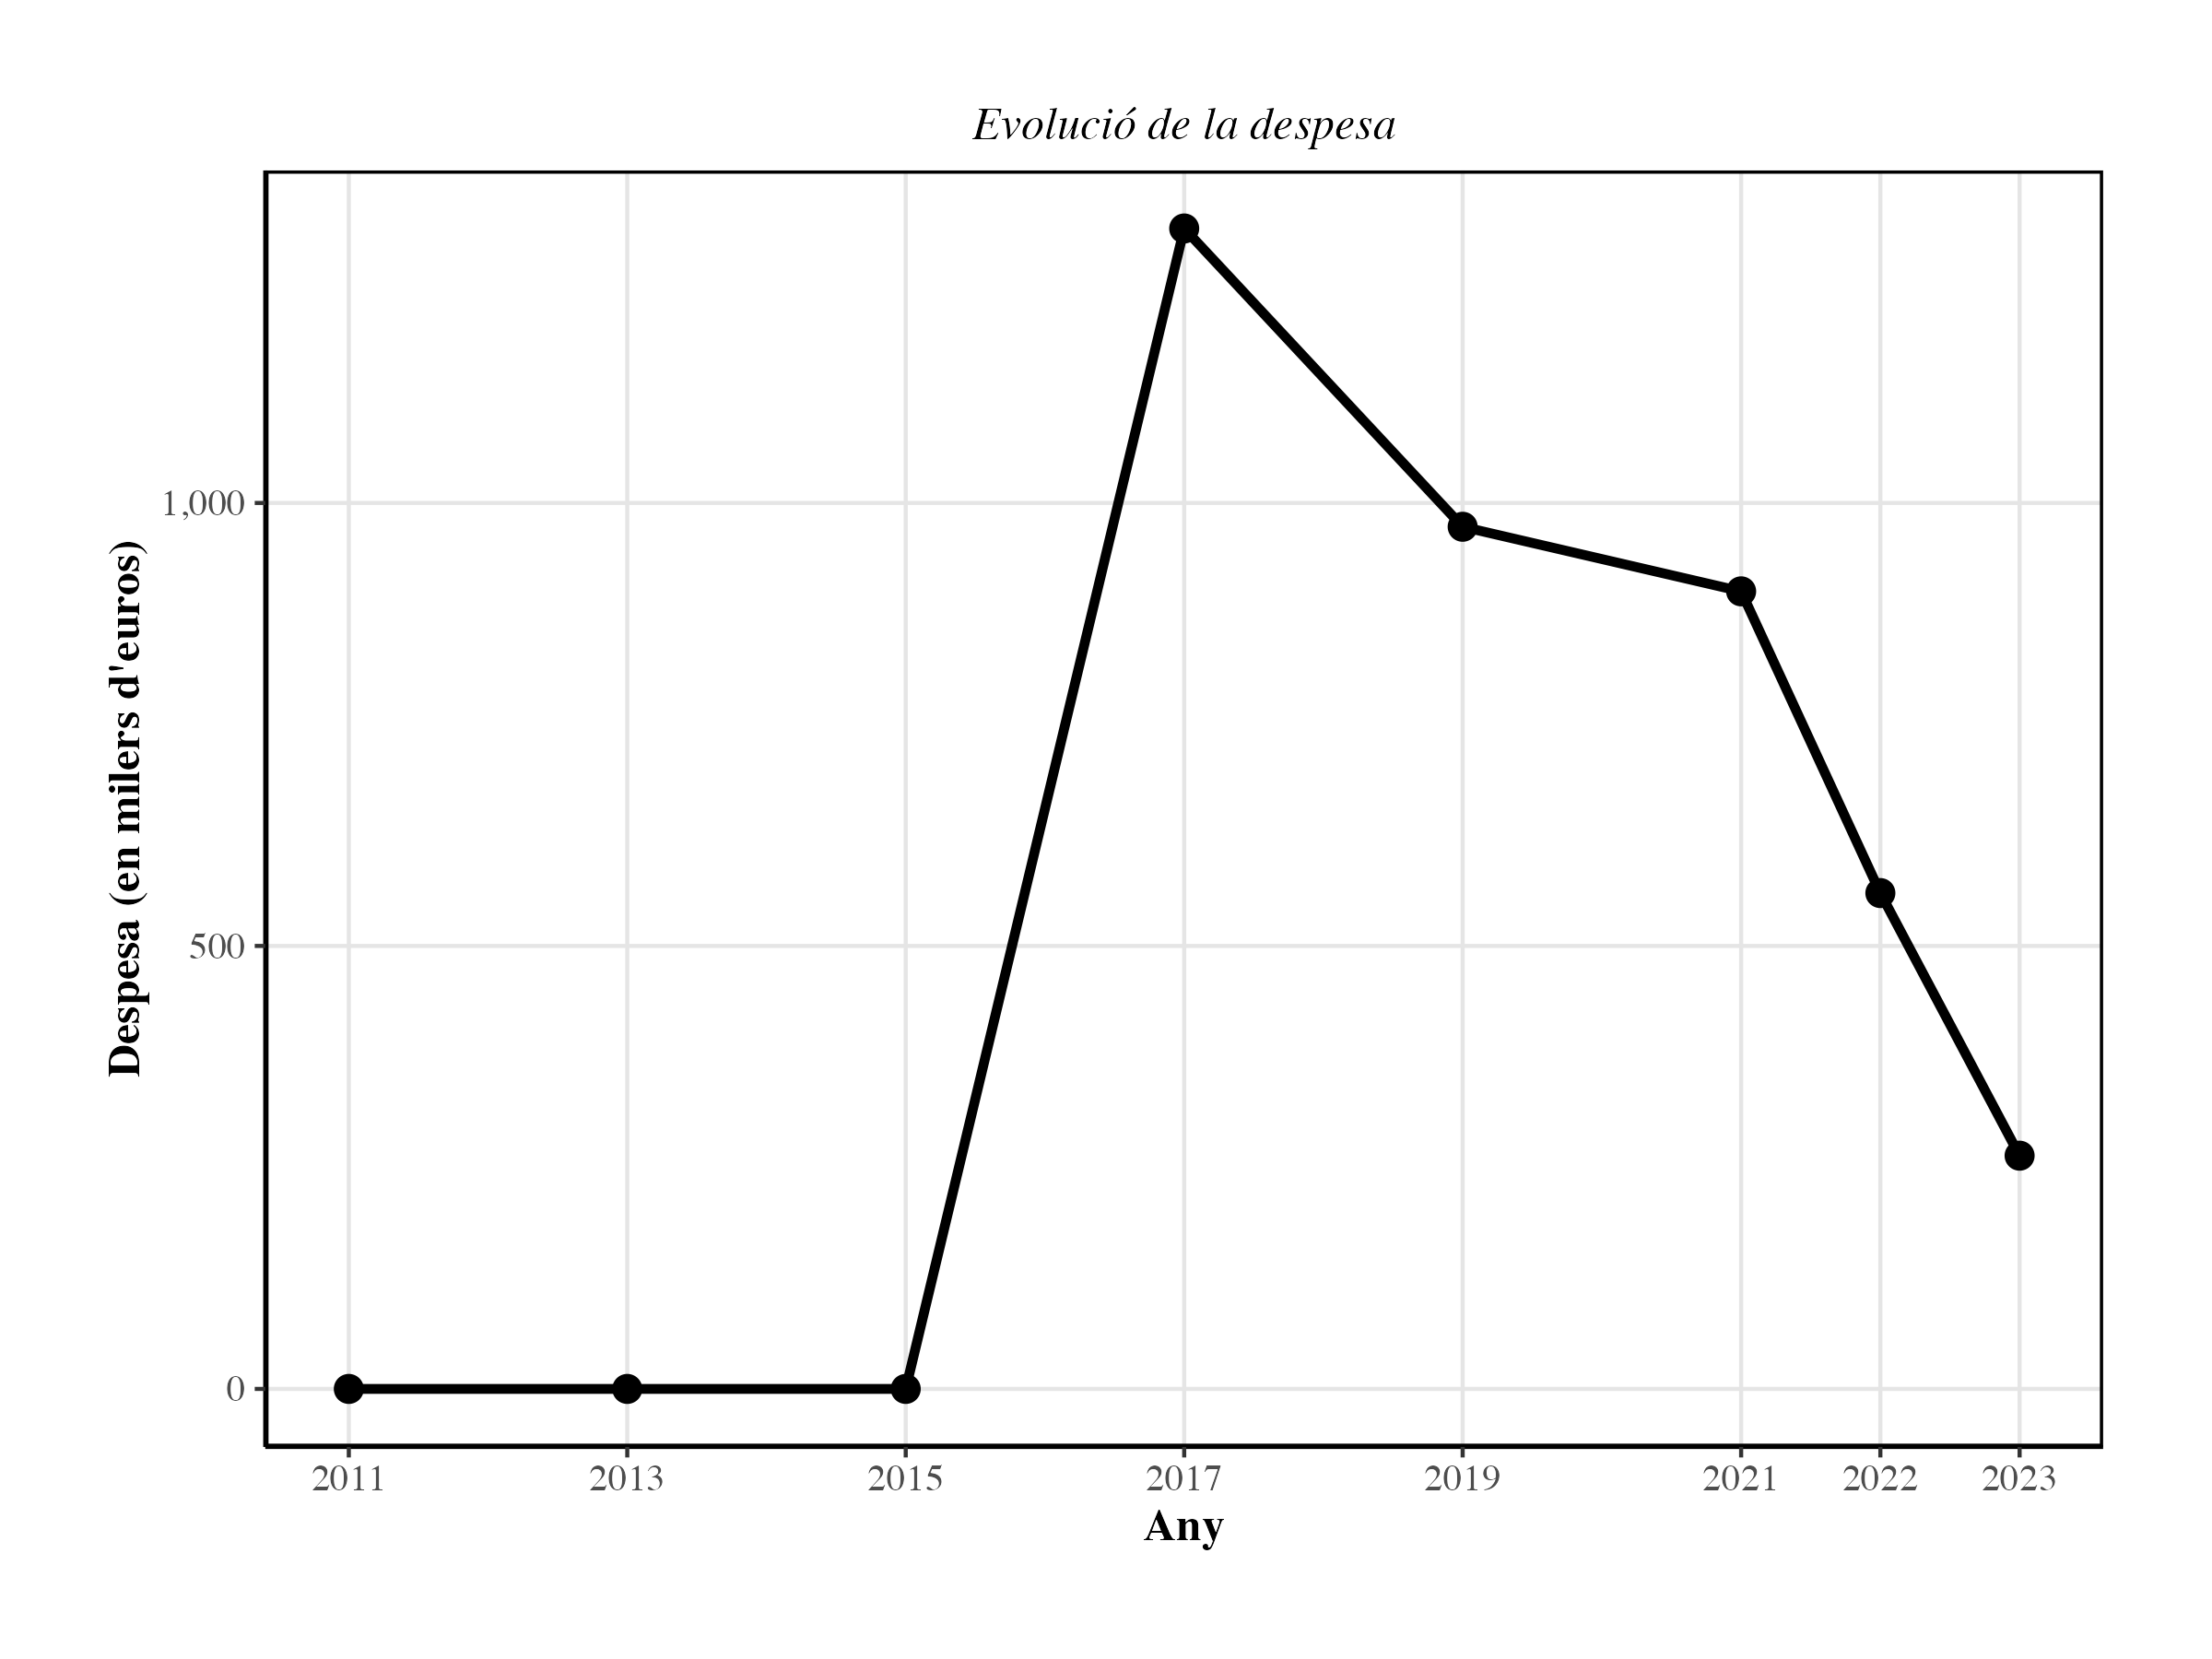 Evolució de la despesa
Despesa (en milers d'euros)
1,000
500
0
2011 2013 2015 2017 2019 2021 2022 2023
Any